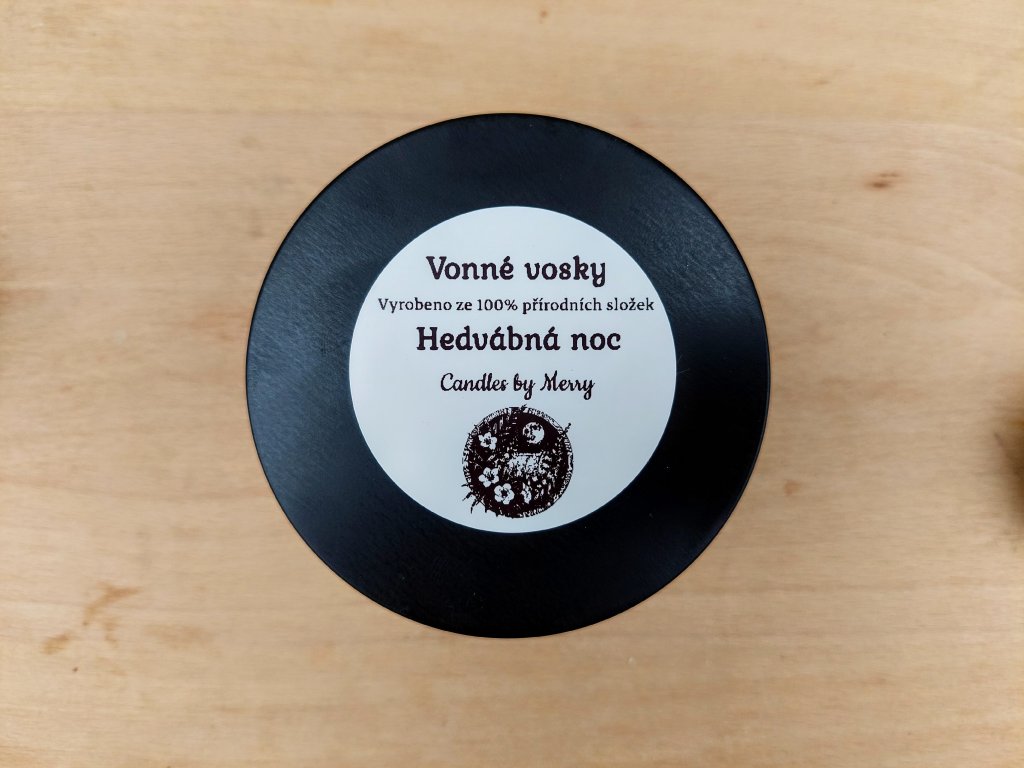 Vonné vosky
Vyrobeno ze 100% přírodních složek
Hedvábná noc
Candles by Merry